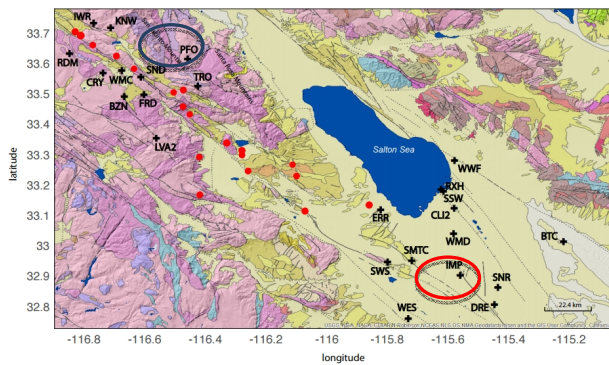 33.7
33.6
33.5
33.4
33.3
33.2
33.1
33
32.9
32.8
latitude
IWR
KNW
RDM
PFO
CRY
WMC
SND
TRO
BZN
FRD
LVA2
Salton Sea
WWF
RXH
SSW
ERR
CLI2
WMD
BTC
SMTC
SWS
IMP
SNR
WES
DRE
22.4 km
-116.8
-116.6
-116.4
-116.2
-116
-115.8
-115.6
-115.4
-115.2
longitude